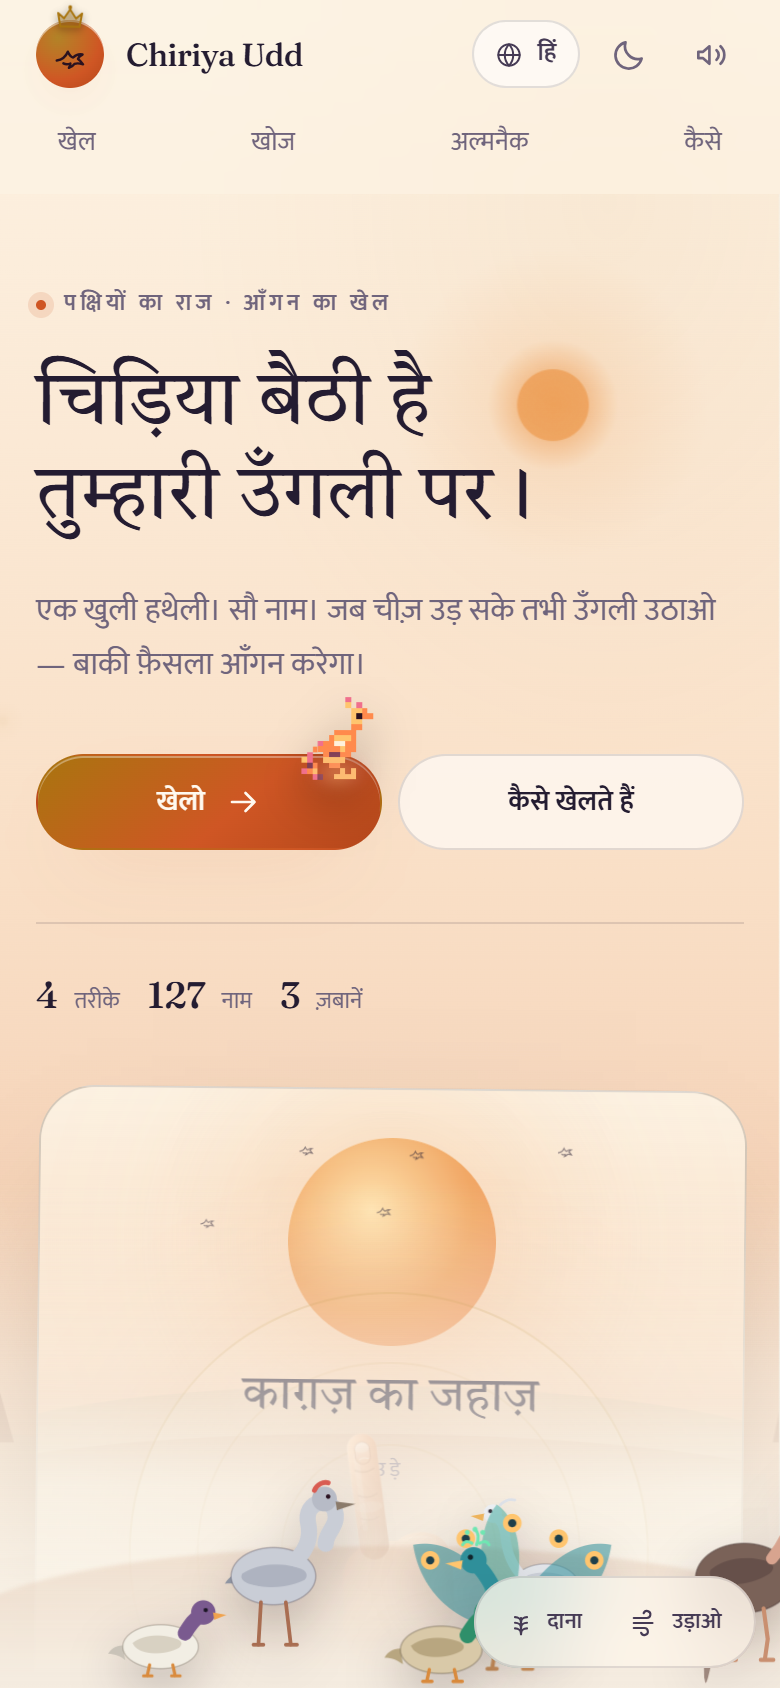 Chiriya Udd
हिं
खेल खोज अल्मनैक कैसे
पक्षियों का राज · आँगन का खेल
चिड़िया बैठी है
तुम्हारी उँगली पर।
एक खुली हथेली। सौ नाम। जब चीज़ उड़ सके तभी उँगली उठाओ
— बाकी फ़ैसला आँगन करेगा।
खेलो →
कैसे खेलते हैं
4 तरीके 127 नाम 3 ज़बानें
काग़ज़ का जहाज़
उड़े
दाना उड़ाओ